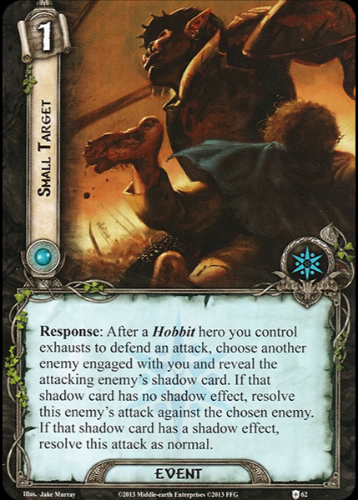 1
SMALL TARGET
Response: After a Hobbit hero you control
exhausts to defend an attack, choose another
enemy engaged with you and reveal the
attacking enemy's shadow card. If that
shadow card has no shadow effect, resolve
this enemy's attack against the chosen enemy.
If that shadow card has a shadow effect,
resolve this attack as normal.
EVENT
Illus. Jake Murray ©2013 Middle-earth Enterprises ©2013 FFG 62